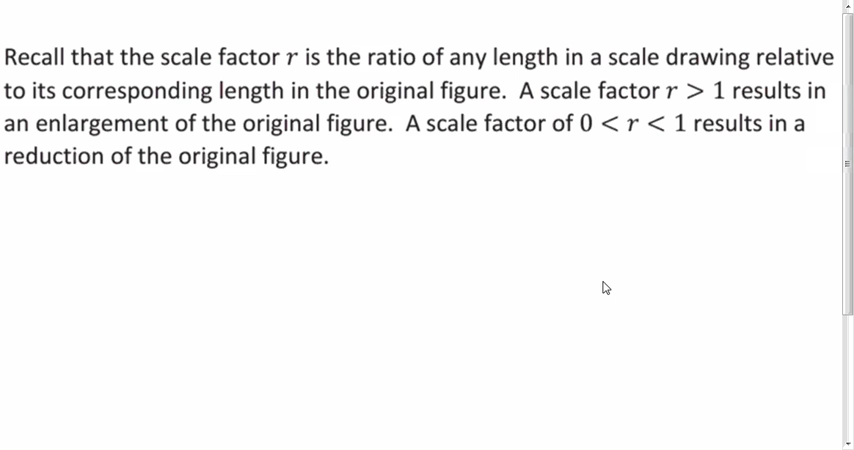 Recall that the scale factor r is the ratio of any length in a scale drawing relative
to its corresponding length in the original figure. A scale factor r > 1 results in
an enlargement of the original figure. A scale factor of 0 < r < 1 results in a
reduction of the original figure.